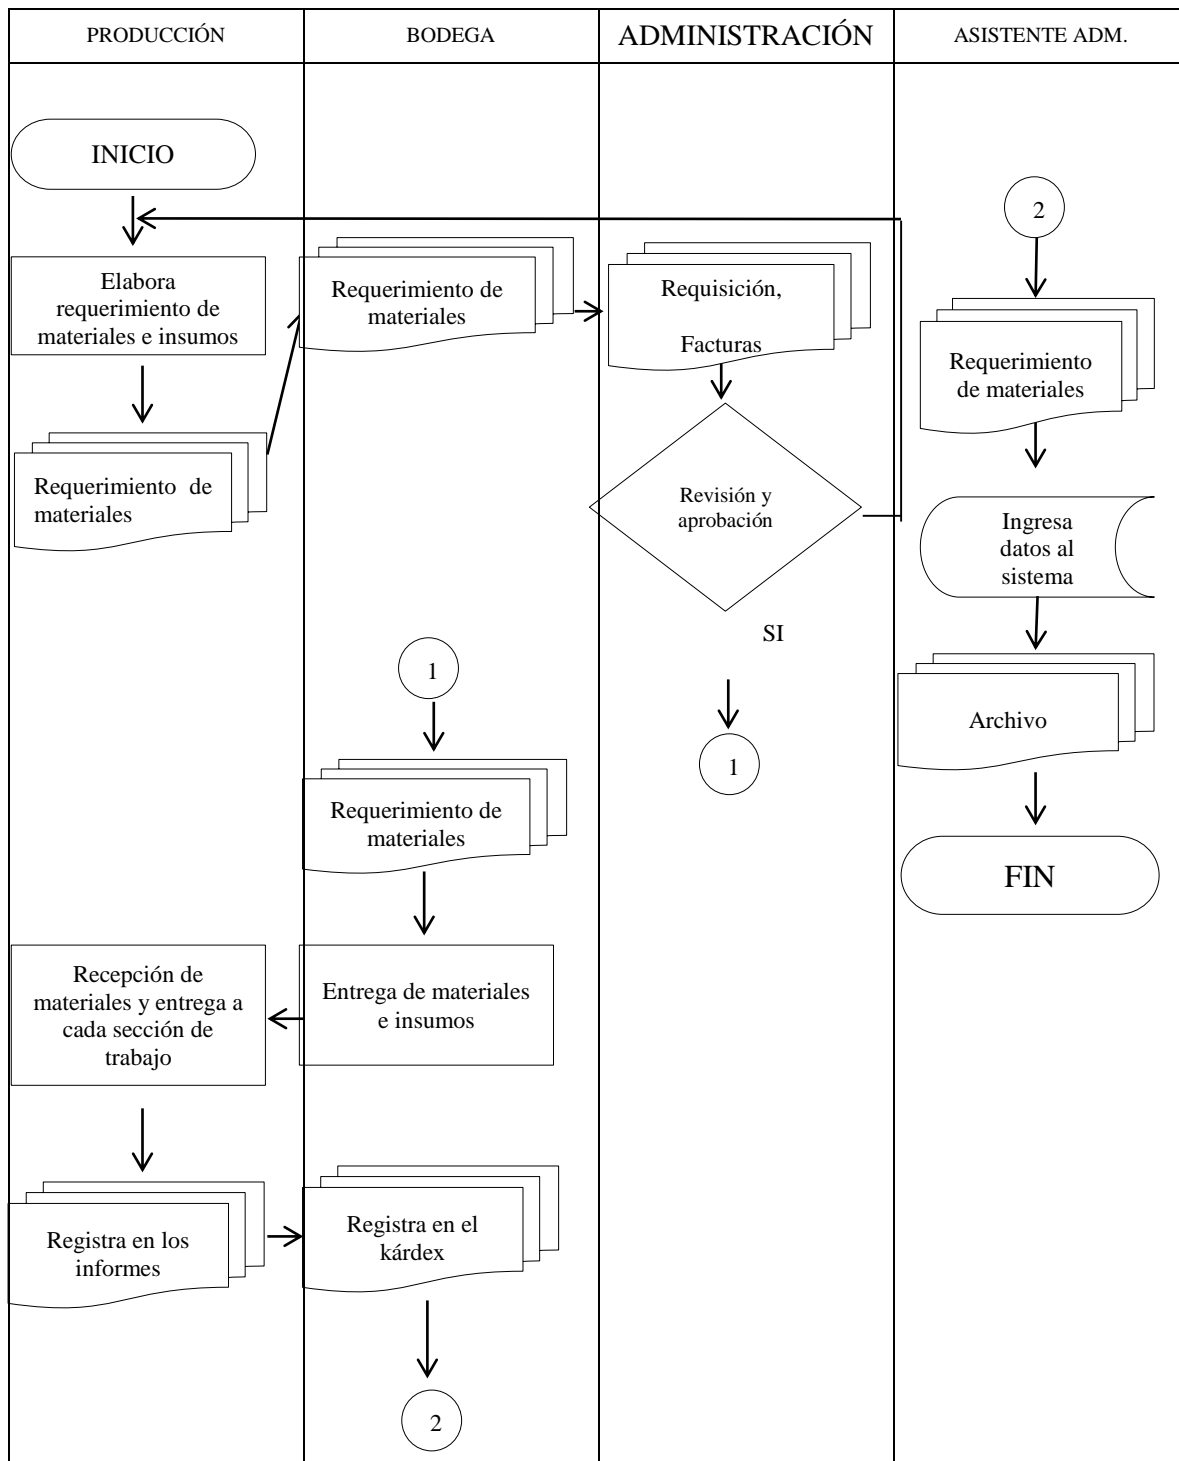 PRODUCCIÓN
BODEGA
ADMINISTRACIÓN
ASISTENTE ADM.
INICIO
2
Elabora
requerimiento de
materiales e insumos
Requerimiento de
materiales
Requisición,
Facturas
Requerimiento
de materiales
Requerimiento de
materiales
Revisión y
aprobación
Ingresa
datos al
sistema
SI
1
Archivo
1
Requerimiento de
materiales
FIN
Recepción de
materiales y entrega a
cada sección de
trabajo
Entrega de materiales
e insumos
Registra en los
informes
Registra en el
kárdex
2